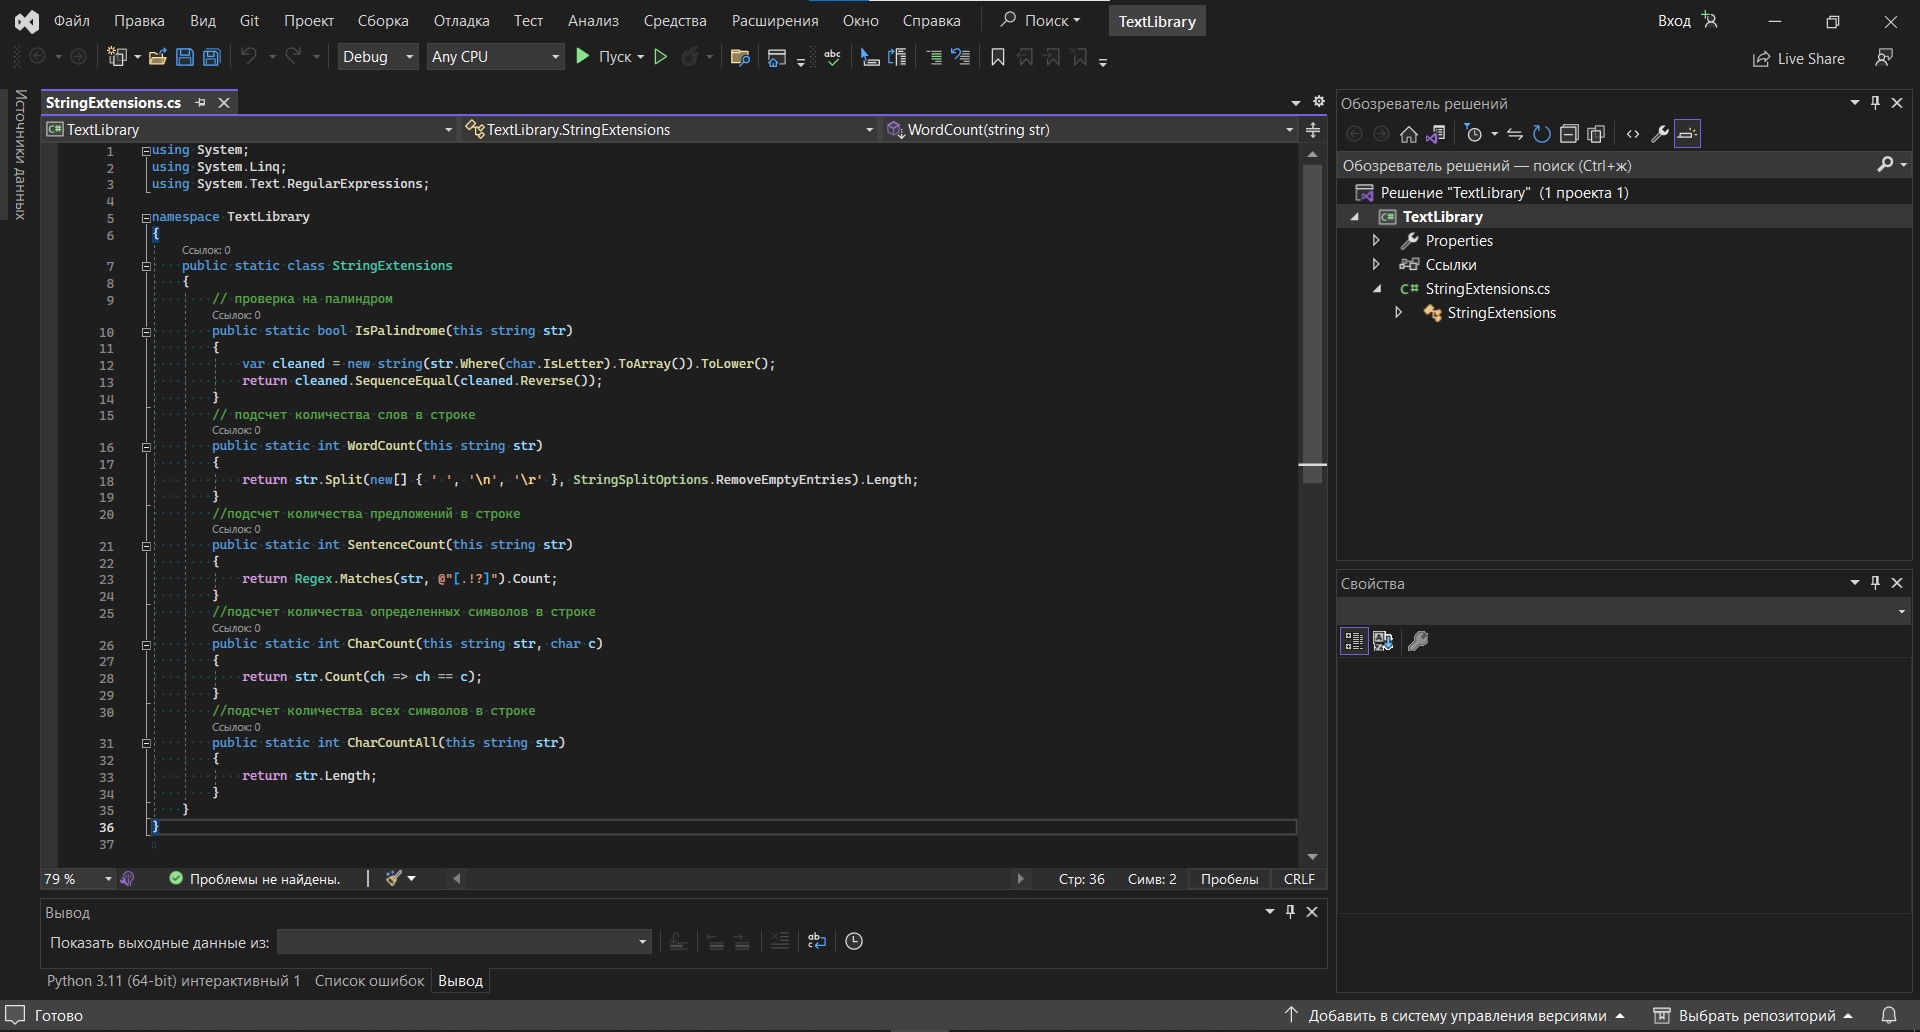 Файл Правка Вид Git Проект Сборка Отладка Тест Анализ Средства Расширения Окно Справка Поиск TextLibrary Вход
Debug Any CPU Пуск Live Share
Источники данных
StringExtensions.cs
TextLibrary TextLibrary.StringExtensions WordCount(string str)
1 using System;
2 using System.Linq;
3 using System.Text.RegularExpressions;
4
5 namespace TextLibrary
6 {
Ссылок: 0
7 public static class StringExtensions
8 {
9 // проверка на палиндром
Ссылок: 0
10 public static bool IsPalindrome(this string str)
11 {
12 var cleaned = new string(str.Where(char.IsLetter).ToArray()).ToLower();
13 return cleaned.SequenceEqual(cleaned.Reverse());
14 }
15 // подсчет количества слов в строке
Ссылок: 0
16 public static int WordCount(this string str)
17 {
18 return str.Split(new[] { ' ', '\n', '\r' }, StringSplitOptions.RemoveEmptyEntries).Length;
19 }
20 //подсчет количества предложений в строке
Ссылок: 0
21 public static int SentenceCount(this string str)
22 {
23 return Regex.Matches(str, @"[.!?]").Count;
24 }
25 //подсчет количества определенных символов в строке
Ссылок: 0
26 public static int CharCount(this string str, char c)
27 {
28 return str.Count(ch => ch == c);
29 }
30 //подсчет количества всех символов в строке
Ссылок: 0
31 public static int CharCountAll(this string str)
32 {
33 return str.Length;
34 }
35 }
36 }
37
79 % Проблемы не найдены. Стр: 36 Симв: 2 Пробелы CRLF
Вывод
Показать выходные данные из:
Python 3.11 (64-bit) интерактивный 1 Список ошибок Вывод
Обозреватель решений
Обозреватель решений — поиск (Ctrl+ж)
Решение "TextLibrary" (1 проекта 1)
TextLibrary
Properties
Ссылки
C# StringExtensions.cs
StringExtensions
Свойства
Готово Добавить в систему управления версиями Выбрать репозиторий